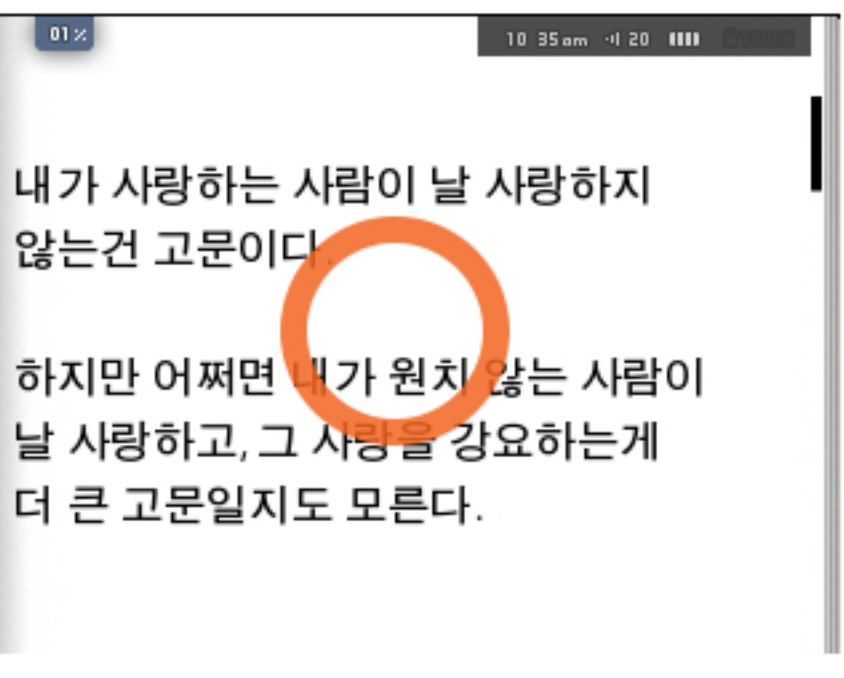 01%
10 35am 20
내가 사랑하는 사람이 날 사랑하지
않는건 고문이다.
하지만 어쩌면 내가 원치 않는 사람이
날 사랑하고, 그 사랑을 강요하는게
더 큰 고문일지도 모른다.